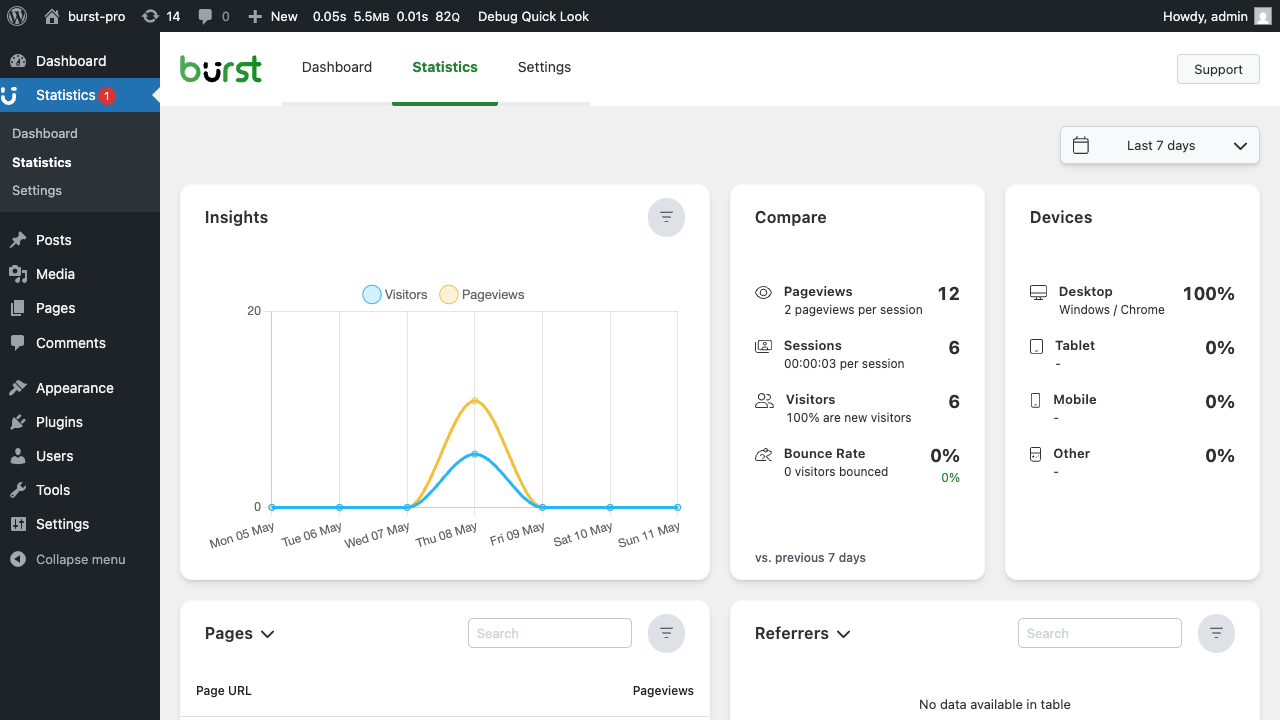 burst-pro
14
0
New
0.05s 5.5MB 0.01s 82Q
Debug Quick Look
Howdy, admin
Dashboard
Statistics 1
Dashboard
Statistics
Settings
Posts
Media
Pages
Comments
Appearance
Plugins
Users
Tools
Settings
Collapse menu
burst
Dashboard
Statistics
Settings
Support
Last 7 days
Insights
Visitors
Pageviews
20
0
Mon 05 May
Tue 06 May
Wed 07 May
Thu 08 May
Fri 09 May
Sat 10 May
Sun 11 May
Compare
Pageviews 12
2 pageviews per session
Sessions 6
00:00:03 per session
Visitors 6
100% are new visitors
Bounce Rate 0%
0 visitors bounced 0%
vs. previous 7 days
Devices
Desktop 100%
Windows / Chrome
Tablet 0%
-
Mobile 0%
-
Other 0%
-
Pages
Search
Page URL Pageviews
Referrers
Search
No data available in table